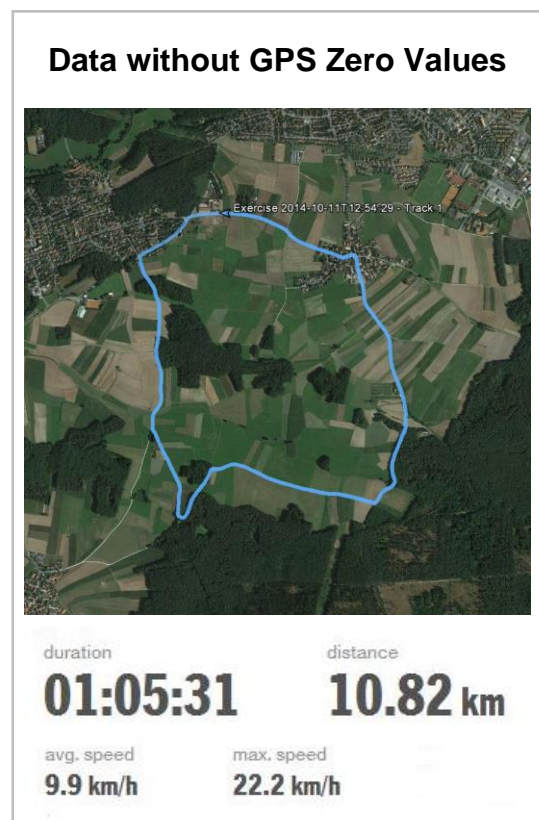 Data without GPS Zero Values
Exercise 2014-10-11T12:54:29 - Track 1
duration
distance
01:05:31
10.82 km
avg. speed
max. speed
9.9 km/h
22.2 km/h